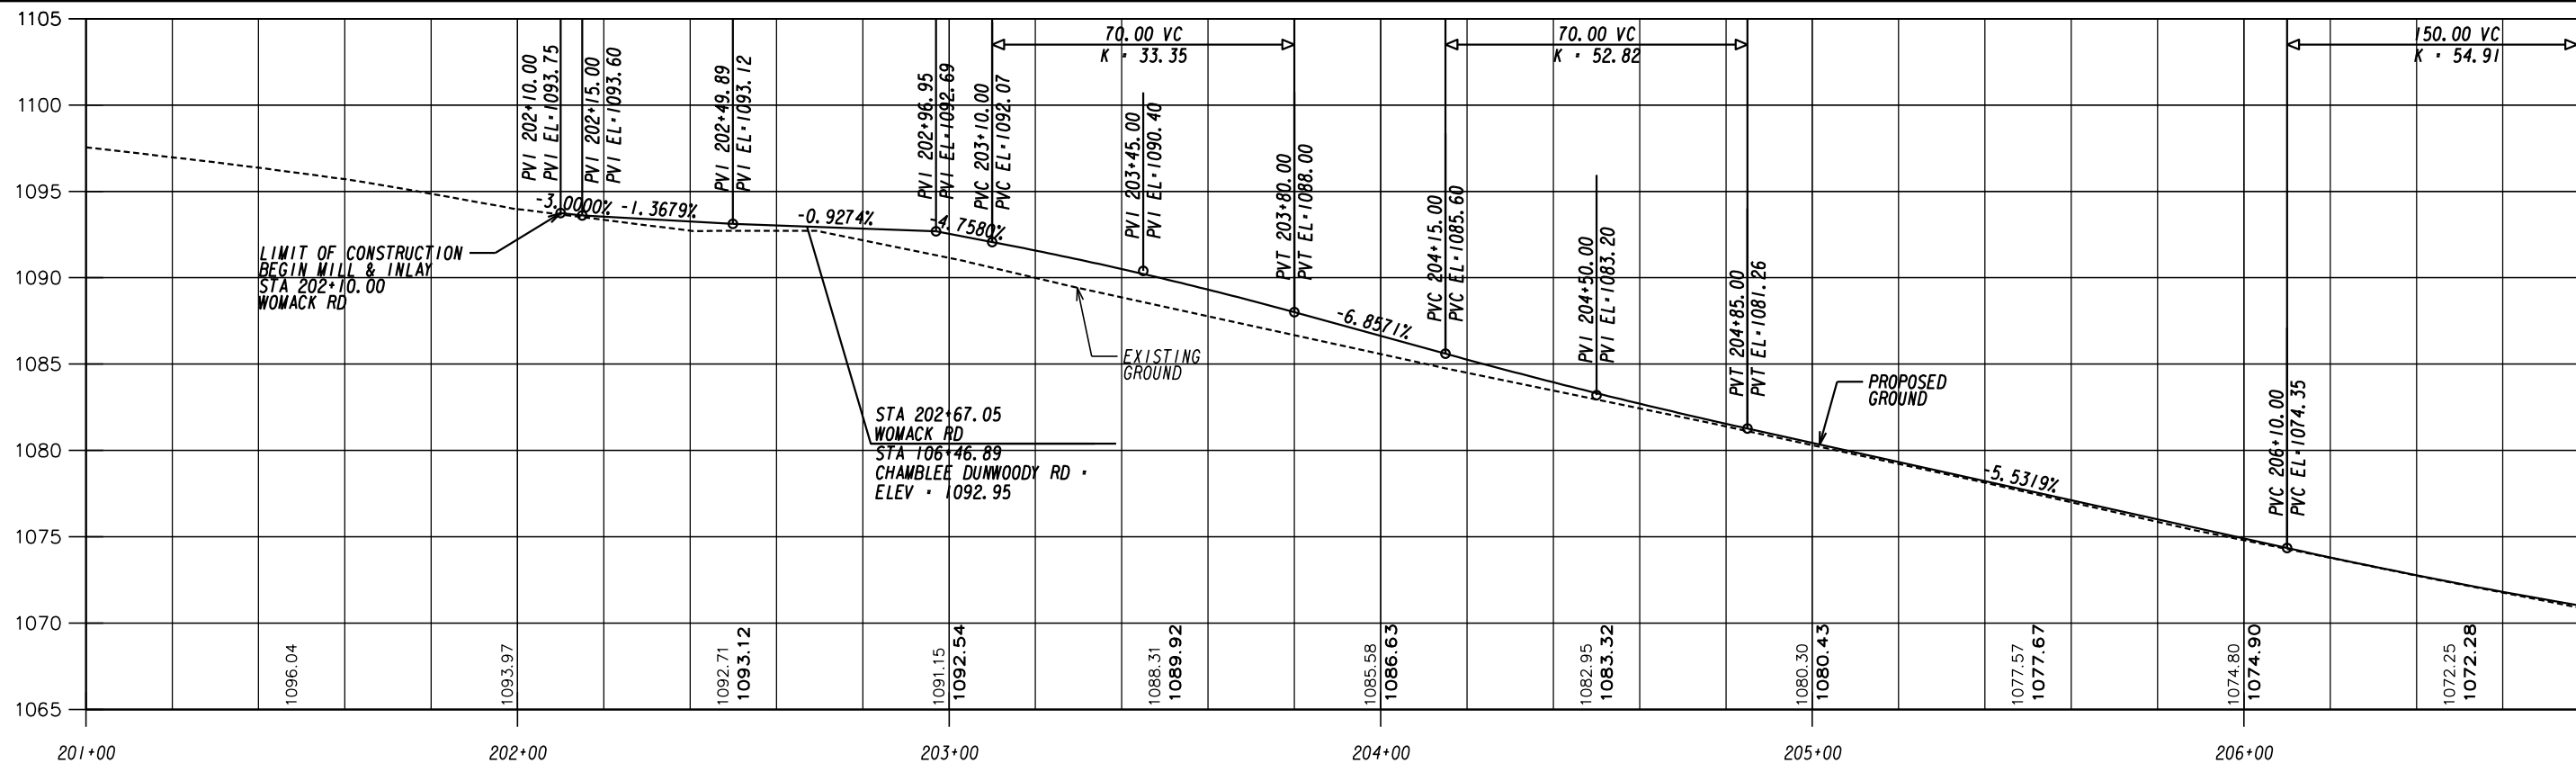 1105
1100
1095
1090
1085
1080
1075
1070
1065
PVI 202+10.00
PVI EL=1093.75
PVI 202+15.00
PVI EL=1093.60
PVI 202+49.89
PVI EL=1093.12
PVI 202+96.95
PVI EL=1092.69
PVC 203+10.00
PVC EL=1092.07
70.00 VC
K = 33.35
PVI 203+45.00
PVI EL=1090.40
PVT 203+80.00
PVT EL=1088.00
PVC 204+15.00
PVC EL=1085.60
70.00 VC
K = 52.82
PVI 204+50.00
PVI EL=1083.20
PVT 204+85.00
PVT EL=1081.26
PVC 206+10.00
PVC EL=1074.35
150.00 VC
K = 54.91
-3.0000%
-1.3679%
-0.9274%
-4.7580%
-6.8571%
-5.5319%
LIMIT OF CONSTRUCTION
BEGIN MILL & INLAY
STA 202+10.00
WOMACK RD
EXISTING
GROUND
STA 202+67.05
WOMACK RD
STA 106+46.89
CHAMBLEE DUNWOODY RD =
ELEV = 1092.95
PROPOSED
GROUND
1096.04
1093.97
1092.71
1093.12
1091.15
1092.54
1088.31
1089.92
1085.58
1086.63
1082.95
1083.32
1080.30
1080.43
1077.57
1077.67
1074.80
1074.90
1072.25
1072.28
201+00
202+00
203+00
204+00
205+00
206+00